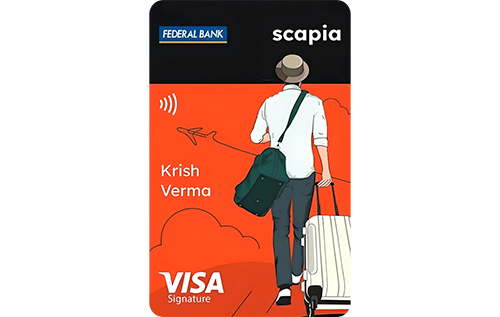 FEDERAL BANK
scapia
Krish
Verma
VISA
Signature